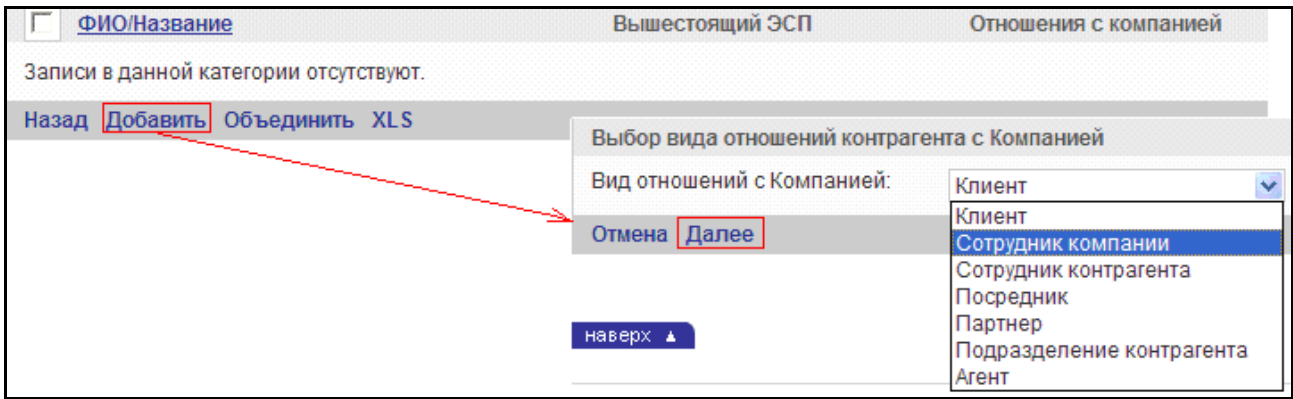 ФИО/Название Вышестоящий ЭСП Отношения с компанией
Записи в данной категории отсутствуют.
Назад Добавить Объединить XLS
Выбор вида отношений контрагента с Компанией
Вид отношений с Компанией: Клиент
Клиент
Отмена Далее
Сотрудник компании
Сотрудник контрагента
Посредник
Партнер
Подразделение контрагента
Агент
наверх